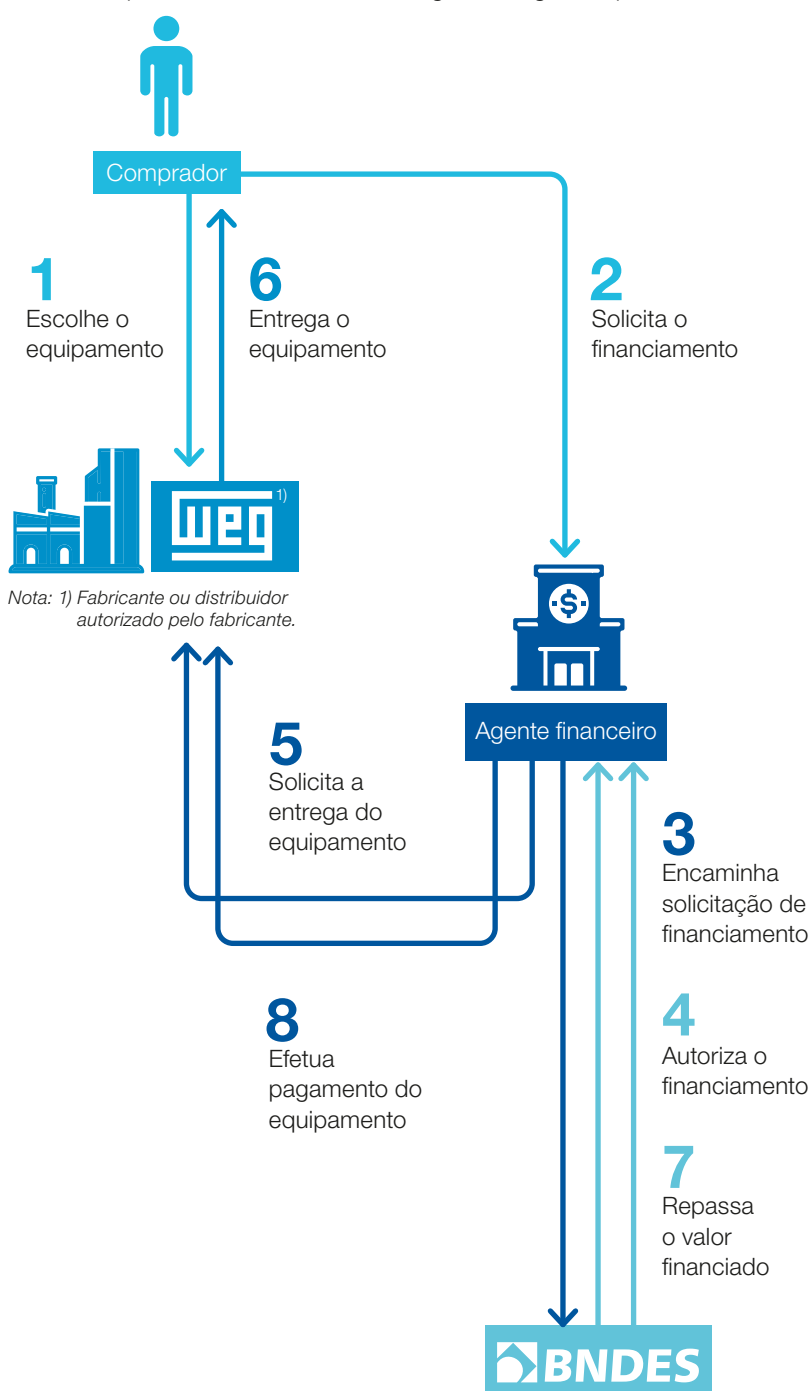 Comprador
1
Escolhe o
equipamento
6
Entrega o
equipamento
2
Solicita o
financiamento
weg 1)
Nota: 1) Fabricante ou distribuidor
autorizado pelo fabricante.
$
Agente financeiro
5
Solicita a
entrega do
equipamento
3
Encaminha
solicitação de
financiamento
8
Efetua
pagamento do
equipamento
4
Autoriza o
financiamento
7
Repassa
o valor
financiado
BNDES